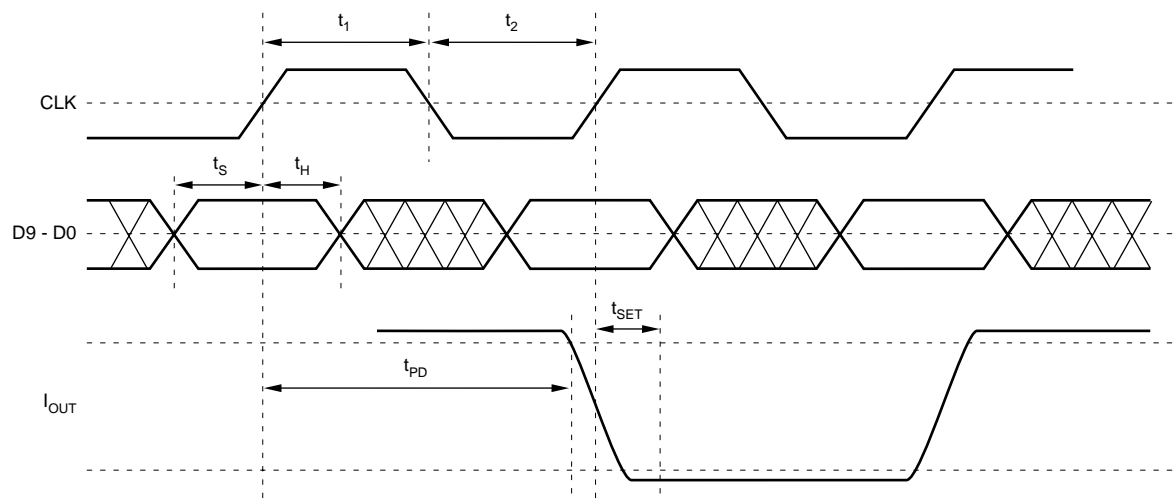 t1
t2
CLK
tS
tH
D9 - D0
tSET
tPD
IOUT